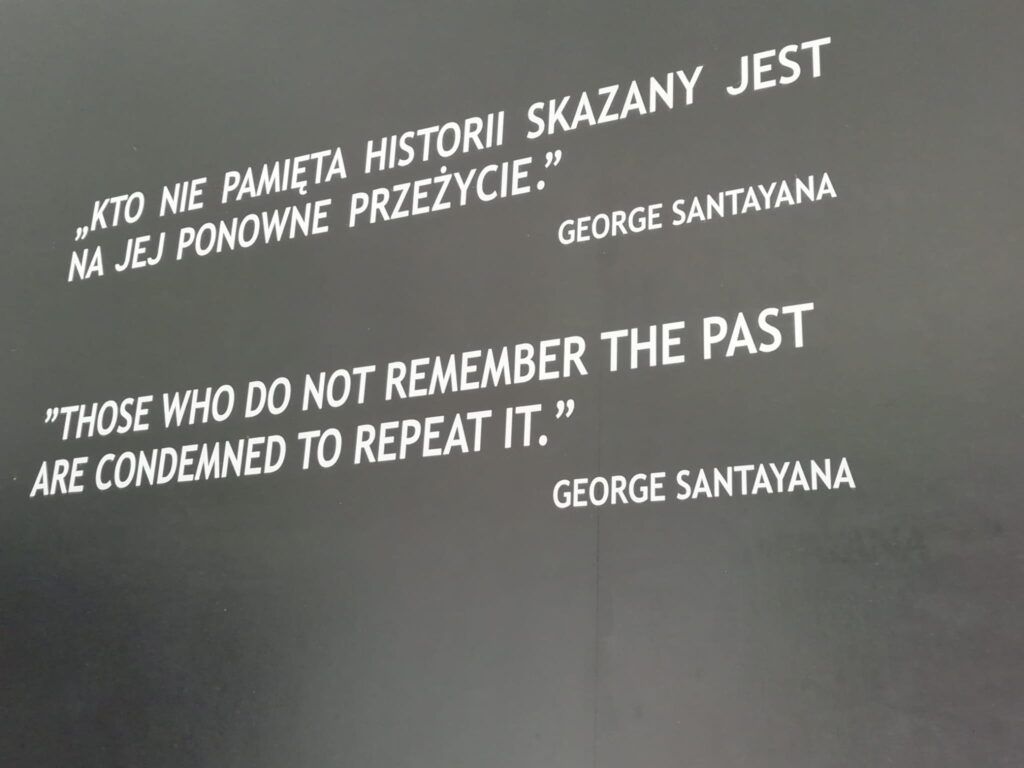 „KTO NIE PAMIĘTA HISTORII SKAZANY JEST
NA JEJ PONOWNE PRZEŻYCIE.”
GEORGE SANTAYANA
”THOSE WHO DO NOT REMEMBER THE PAST
ARE CONDEMNED TO REPEAT IT.”
GEORGE SANTAYANA